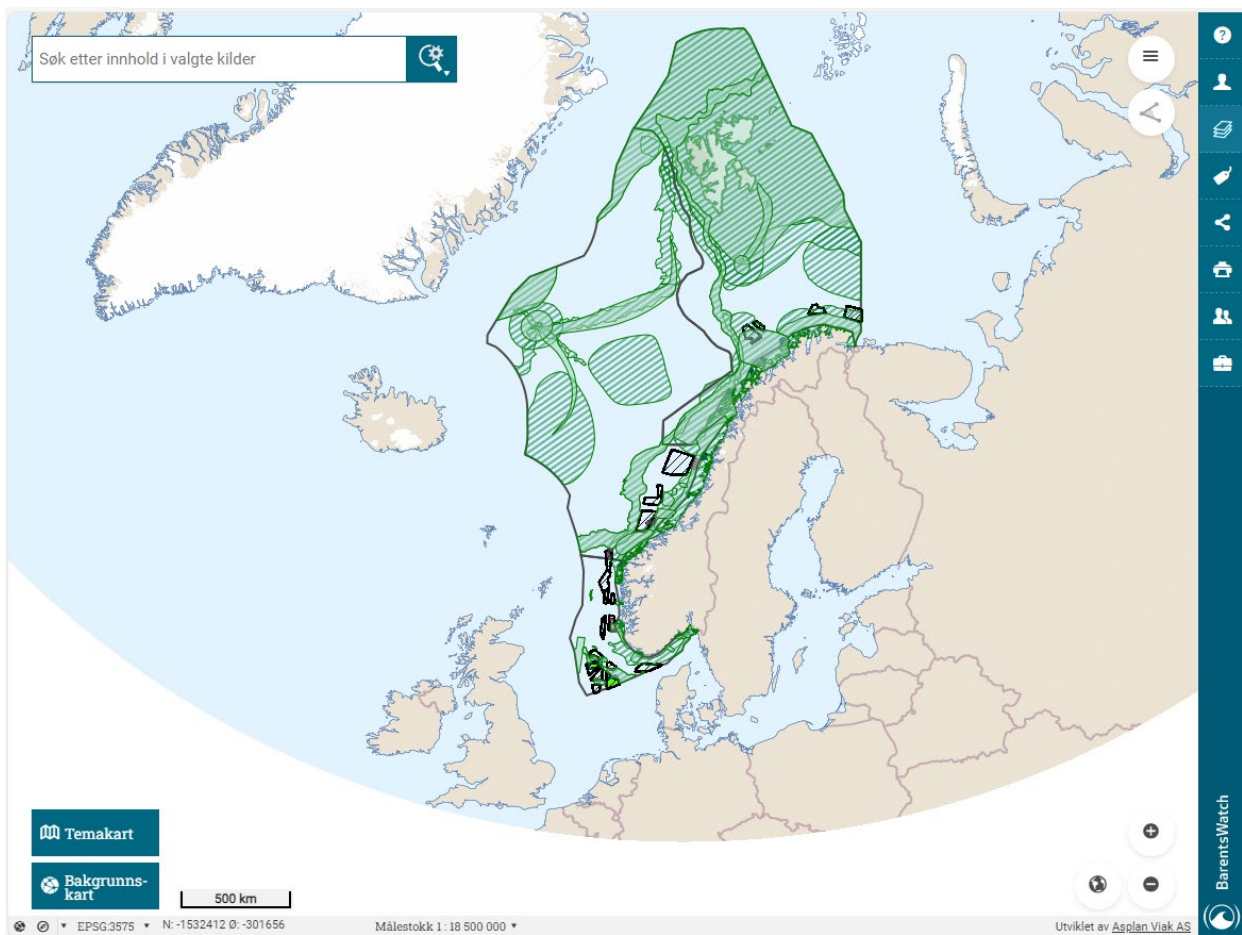 Søk etter innhold i valgte kilder
Temakart
Bakgrunns-
kart
500 km
EPSG:3575
N: -1532412 Ø: -301656
Målestokk 1 : 18 500 000
Utviklet av Asplan Viak AS
BarentsWatch